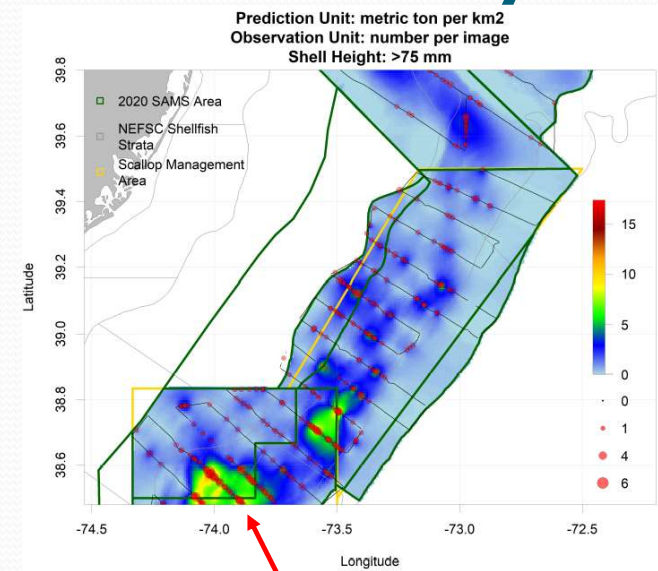 Prediction Unit: metric ton per km2
Observation Unit: number per image
Shell Height: >75 mm
39.8
39.6
39.4
39.2
39.0
38.8
38.6
Latitude
2020 SAMS Area
NEFSC Shellfish
Strata
Scallop Management
Area
15
10
5
0
0
1
4
6
-74.5
-74.0
-73.5
-73.0
-72.5
Longitude